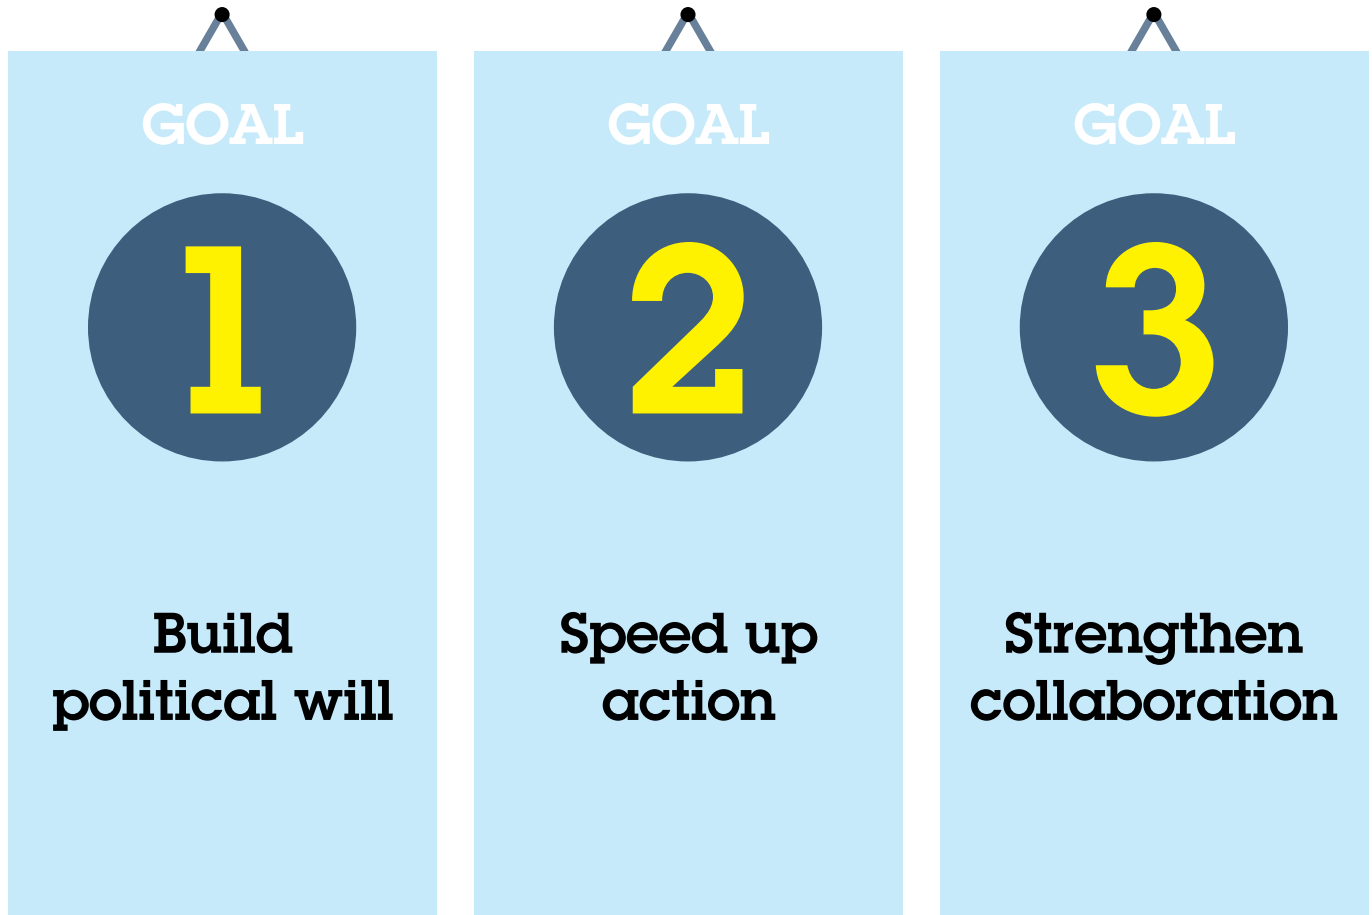 GOAL
1
Build
political will
GOAL
2
Speed up
action
GOAL
3
Strengthen
collaboration